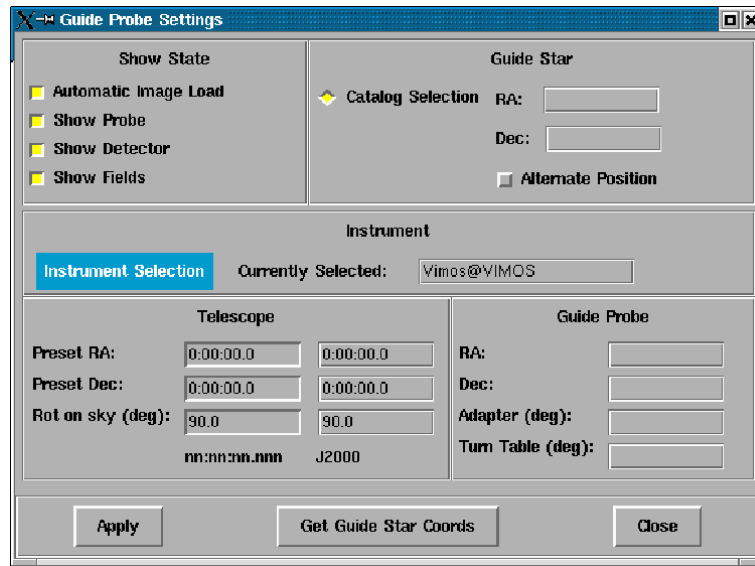 Guide Probe Settings
Show State
Automatic Image Load
Show Probe
Show Detector
Show Fields
Guide Star
Catalog Selection RA:
Dec:
Alternate Position
Instrument
Instrument Selection Currently Selected: Vimos@VIMOS
Telescope
Preset RA: 0:00:00.0 0:00:00.0
Preset Dec: 0:00:00.0 0:00:00.0
Rot on sky (deg): 90.0 90.0
nn:nn:nn.nnn J2000
Guide Probe
RA:
Dec:
Adapter (deg):
Turn Table (deg):
Apply Get Guide Star Coords Close